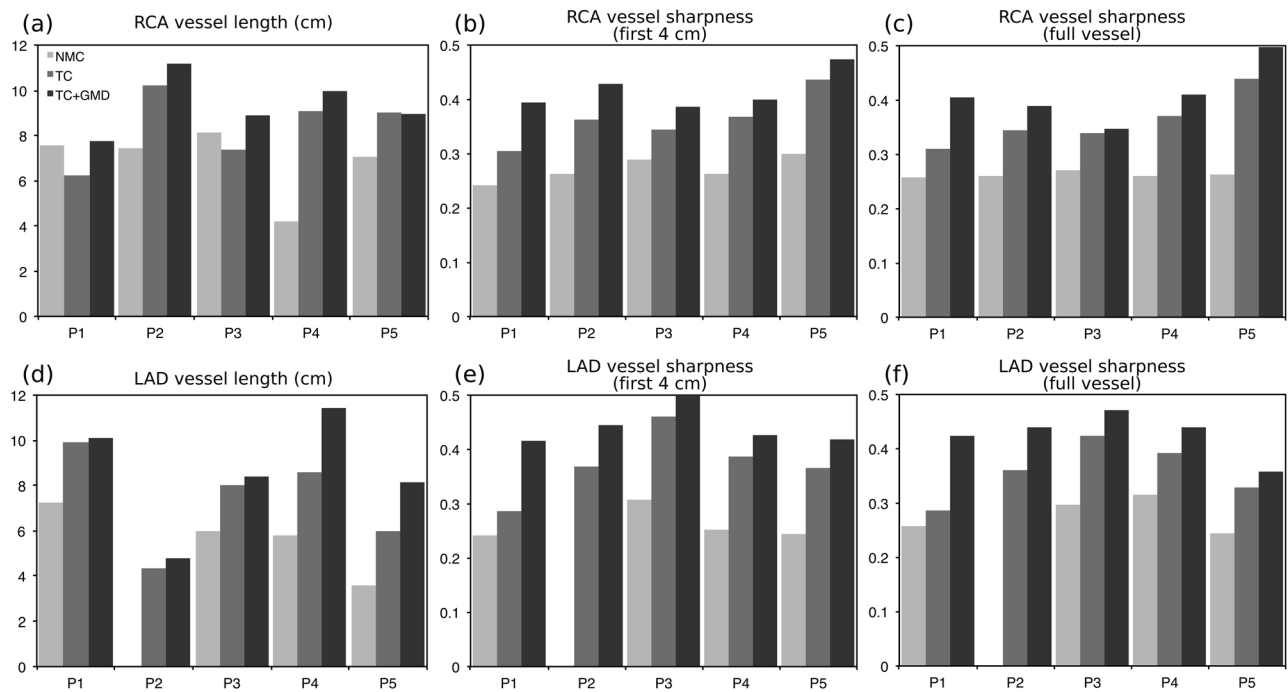 (a)
RCA vessel length (cm)
12
10
8
6
4
2
0
NMC
TC
TC+GMD
P1 P2 P3 P4 P5
(b)
RCA vessel sharpness
(first 4 cm)
0.5
0.4
0.3
0.2
0.1
0
P1 P2 P3 P4 P5
(c)
RCA vessel sharpness
(full vessel)
0.5
0.4
0.3
0.2
0.1
0
P1 P2 P3 P4 P5
(d)
LAD vessel length (cm)
12
10
8
6
4
2
0
P1 P2 P3 P4 P5
(e)
LAD vessel sharpness
(first 4 cm)
0.5
0.4
0.3
0.2
0.1
0
P1 P2 P3 P4 P5
(f)
LAD vessel sharpness
(full vessel)
0.5
0.4
0.3
0.2
0.1
0
P1 P2 P3 P4 P5